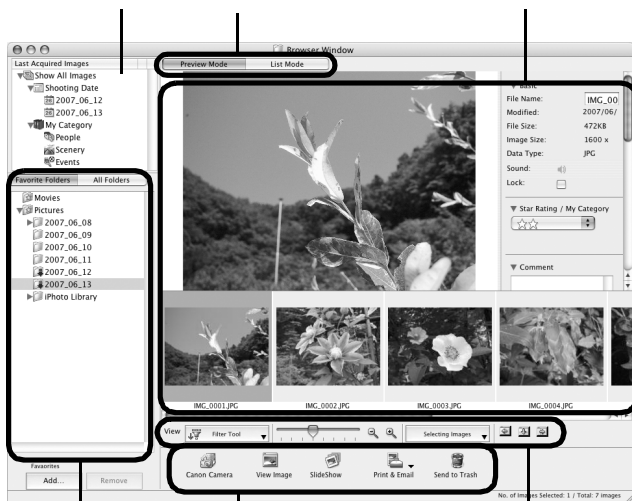 Browser Window
Last Acquired Images
Show All Images
Shooting Date
2007_06_12
2007_06_13
My Category
People
Scenery
Events
Favorite Folders
All Folders
Movies
Pictures
2007_06_08
2007_06_09
2007_06_10
2007_06_11
2007_06_12
2007_06_13
iPhoto Library
Favaorites
Add...
Remove
Preview Mode
List Mode
Basic
File Name: IMG_00
Modified: 2007/06/
File Size: 472KB
Image Size: 1600 x
Data Type: JPG
Sound:
Lock:
Star Rating / My Category
Comment
IMG_0001.JPG
IMG_0002.JPG
IMG_0003.JPG
IMG_0004.JPG
View
Filter Tool
Selecting Images
Canon Camera
View Image
SlideShow
Print & Email
Send to Trash
No. of Images Selected: 1 / Total: 7 images